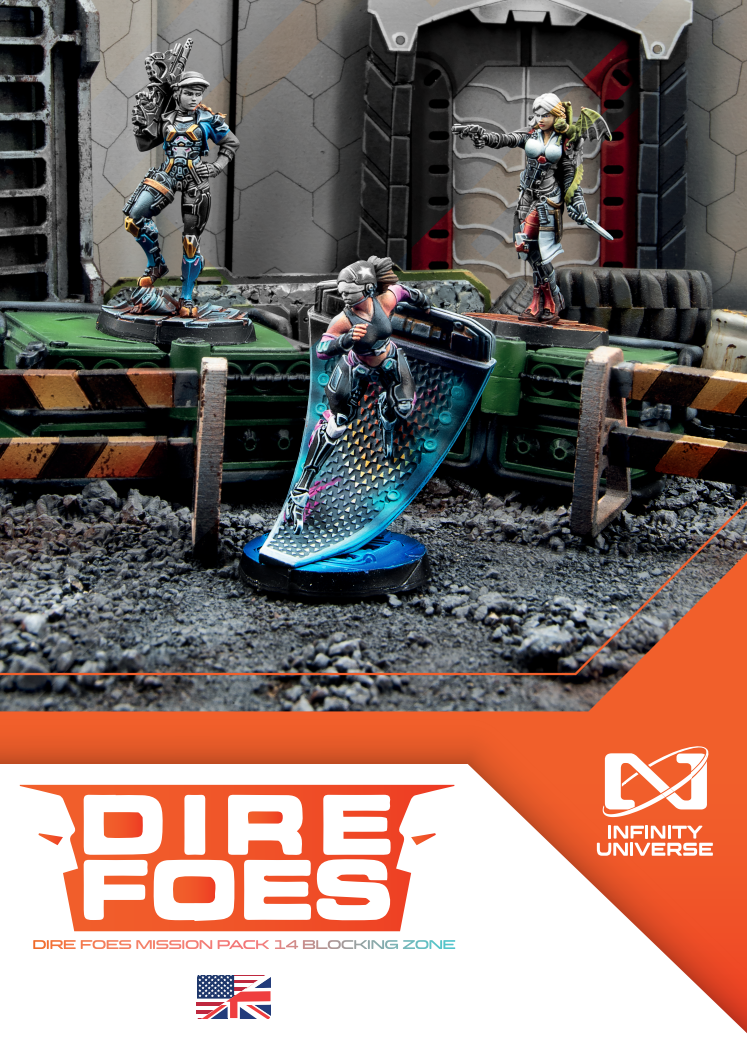 DIRE
FOES
DIRE FOES MISSION PACK 14 BLOCKING ZONE
INFINITY
UNIVERSE